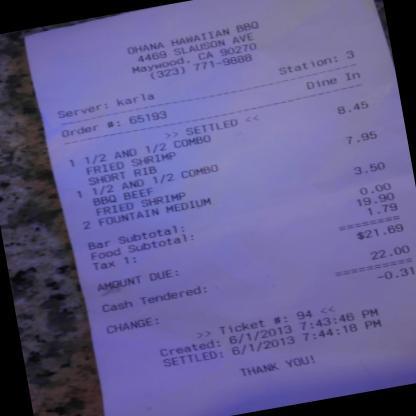 OHANA HAWAIIAN BBQ
4469 SLAUSON AVE
Maywood, CA 90270
(323) 771-9888
Server: karla Station: 3
Order #: 65193 Dine In
>> SETTLED <<
1 1/2 AND 1/2 COMBO 8.45
FRIED SHRIMP
SHORT RIB
1 1/2 AND 1/2 COMBO 7.95
BBQ BEEF
FRIED SHRIMP
2 FOUNTAIN MEDIUM 3.50
Bar Subtotal: 0.00
Food Subtotal: 19.90
Tax 1: 1.79
========
AMOUNT DUE: $21.69
Cash Tendered: 22.00
==========
CHANGE: -0.31
>> Ticket #: 94 <<
Created: 6/1/2013 7:43:46 PM
SETTLED: 6/1/2013 7:44:18 PM
THANK YOU!